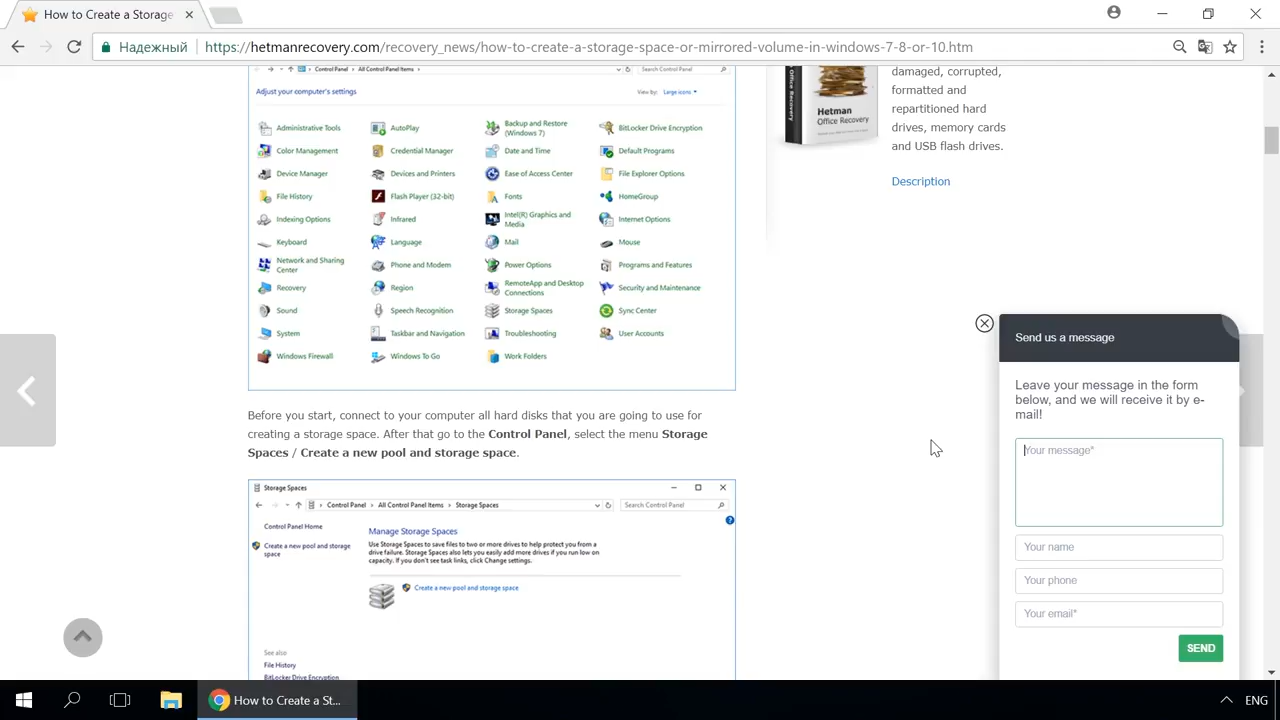 How to Create a Storage
Надежный
https://hetmanrecovery.com/recovery_news/how-to-create-a-storage-space-or-mirrored-volume-in-windows-7-8-or-10.htm
Control Panel › All Control Panel Items ›
Search Control Panel
Adjust your computer's settings
View by: Large icons
Administrative Tools
AutoPlay
Backup and Restore
(Windows 7)
BitLocker Drive Encryption
Color Management
Credential Manager
Date and Time
Default Programs
Device Manager
Devices and Printers
Ease of Access Center
File Explorer Options
File History
Flash Player (32-bit)
Fonts
HomeGroup
Indexing Options
Infrared
Intel(R) Graphics and
Media
Internet Options
Keyboard
Language
Mail
Mouse
Network and Sharing
Center
Phone and Modem
Power Options
Programs and Features
Recovery
Region
RemoteApp and Desktop
Connections
Security and Maintenance
Sound
Speech Recognition
Storage Spaces
Sync Center
System
Taskbar and Navigation
Troubleshooting
User Accounts
Windows Firewall
Windows To Go
Work Folders
Before you start, connect to your computer all hard disks that you are going to use for
creating a storage space. After that go to the Control Panel, select the menu Storage
Spaces / Create a new pool and storage space.
Storage Spaces
Control Panel › All Control Panel Items › Storage Spaces
Search Control Panel
Control Panel Home
Create a new pool and storage
space
Manage Storage Spaces
Use Storage Spaces to save files to two or more drives to help protect you from a
drive failure. Storage Spaces also lets you easily add more drives if you run low on
capacity. If you don't see task links, click Change settings.
Create a new pool and storage space
See also:
File History
BitLocker Drive Encryption
Office Recovery
Hetman
Office Recovery
damaged, corrupted,
formatted and
repartitioned hard
drives, memory cards
and USB flash drives.
Description
Send us a message
Leave your message in the form
below, and we will receive it by e-
mail!
Your message*
Your name
Your phone
Your email*
SEND
How to Create a St...
ENG